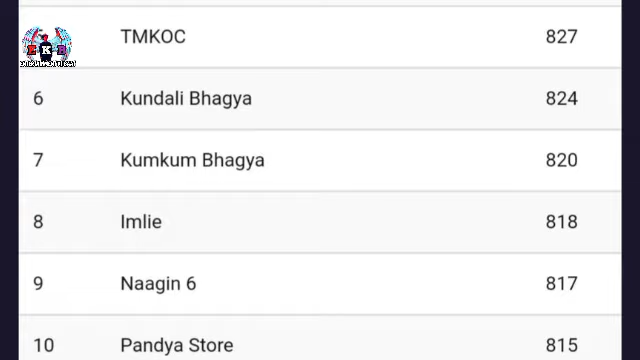 EKB
TMKOC 827
6 Kundali Bhagya 824
7 Kumkum Bhagya 820
8 Imlie 818
9 Naagin 6 817
10 Pandya Store 815